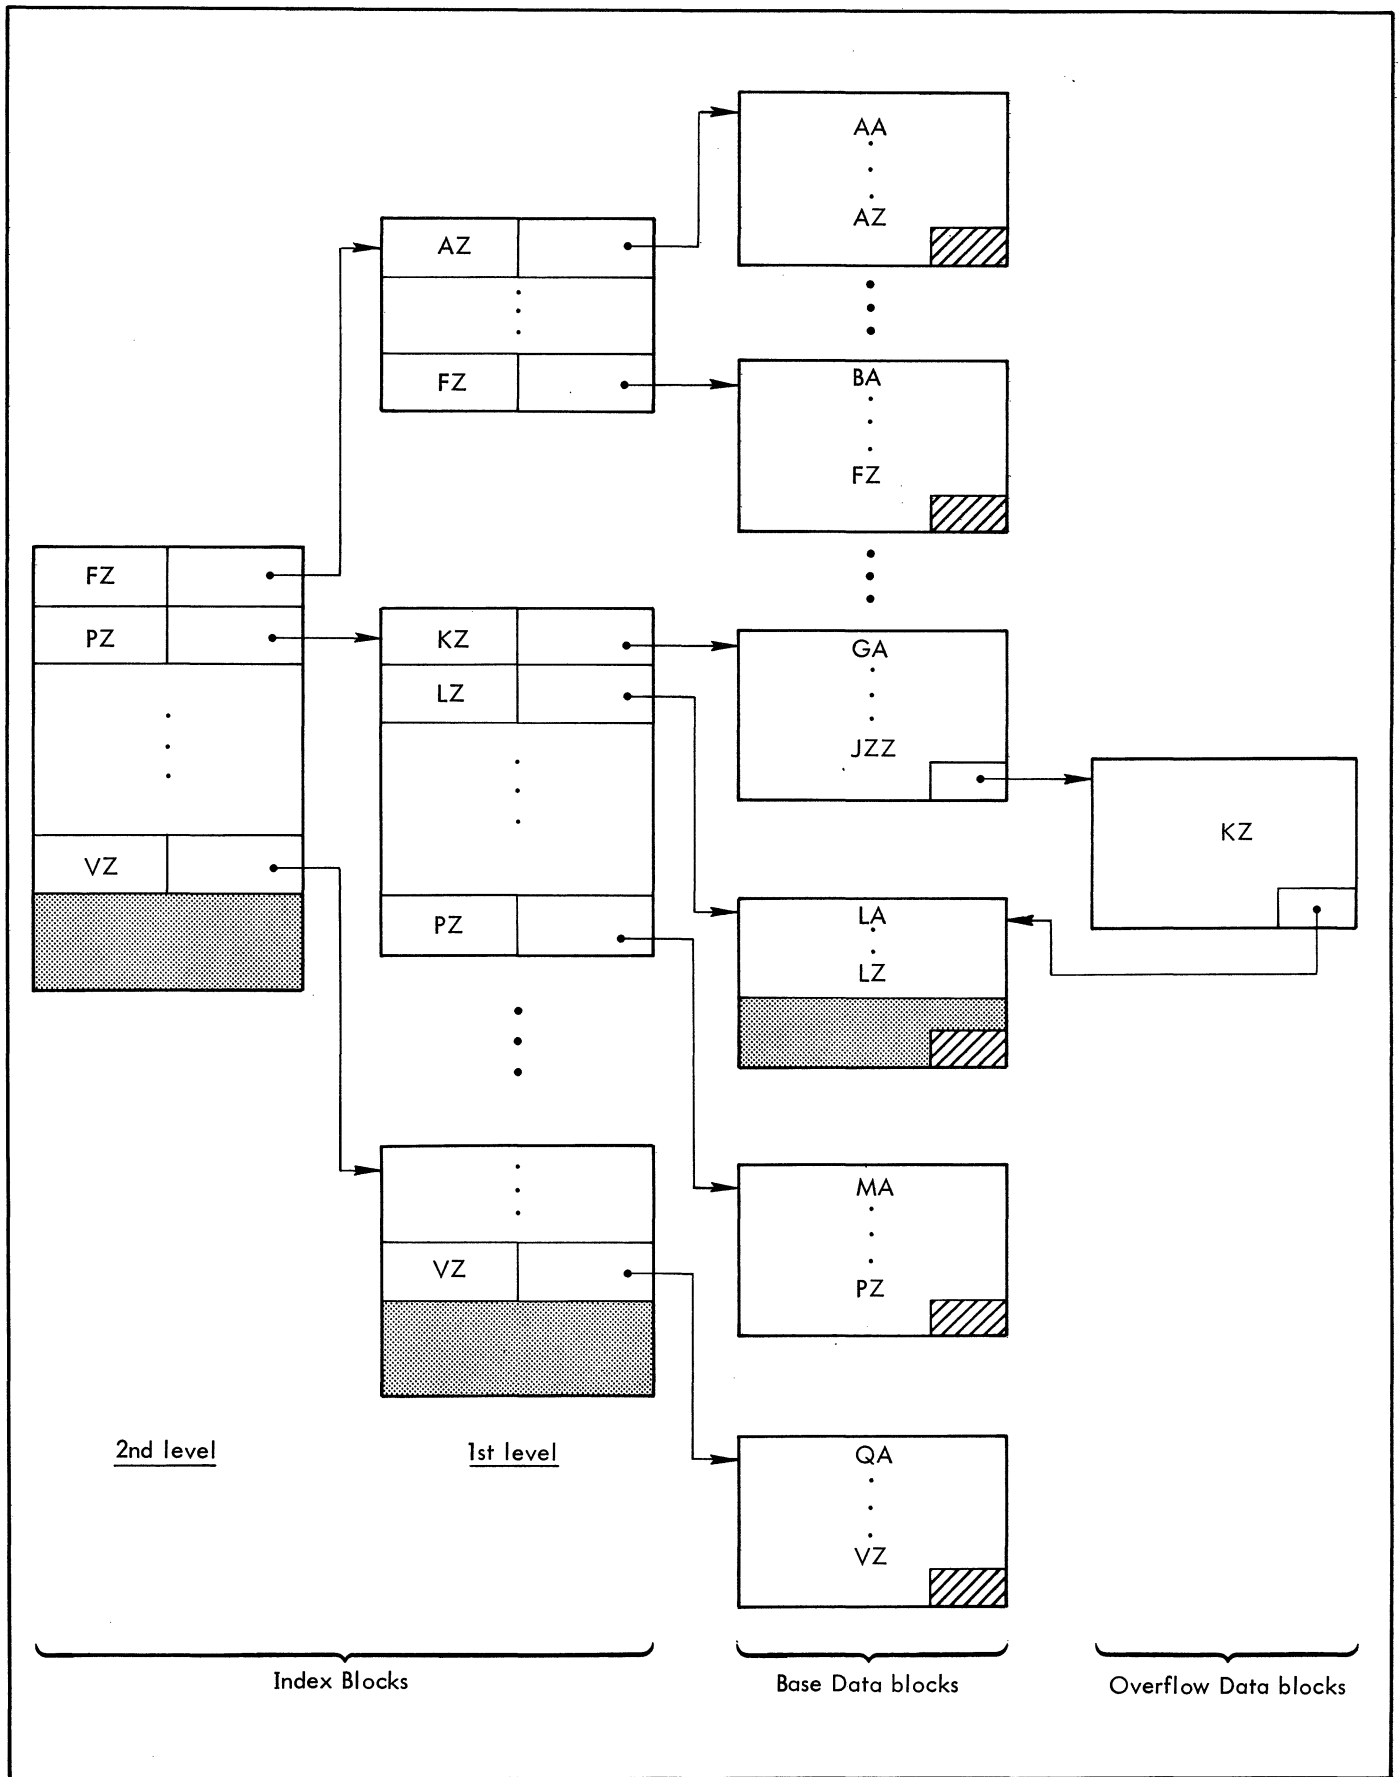 AA
AZ
AZ
FZ
BA
FZ
FZ
PZ
VZ
KZ
LZ
PZ
GA
JZZ
KZ
LA
LZ
VZ
MA
PZ
QA
VZ
2nd level
1st level
Index Blocks
Base Data blocks
Overflow Data blocks